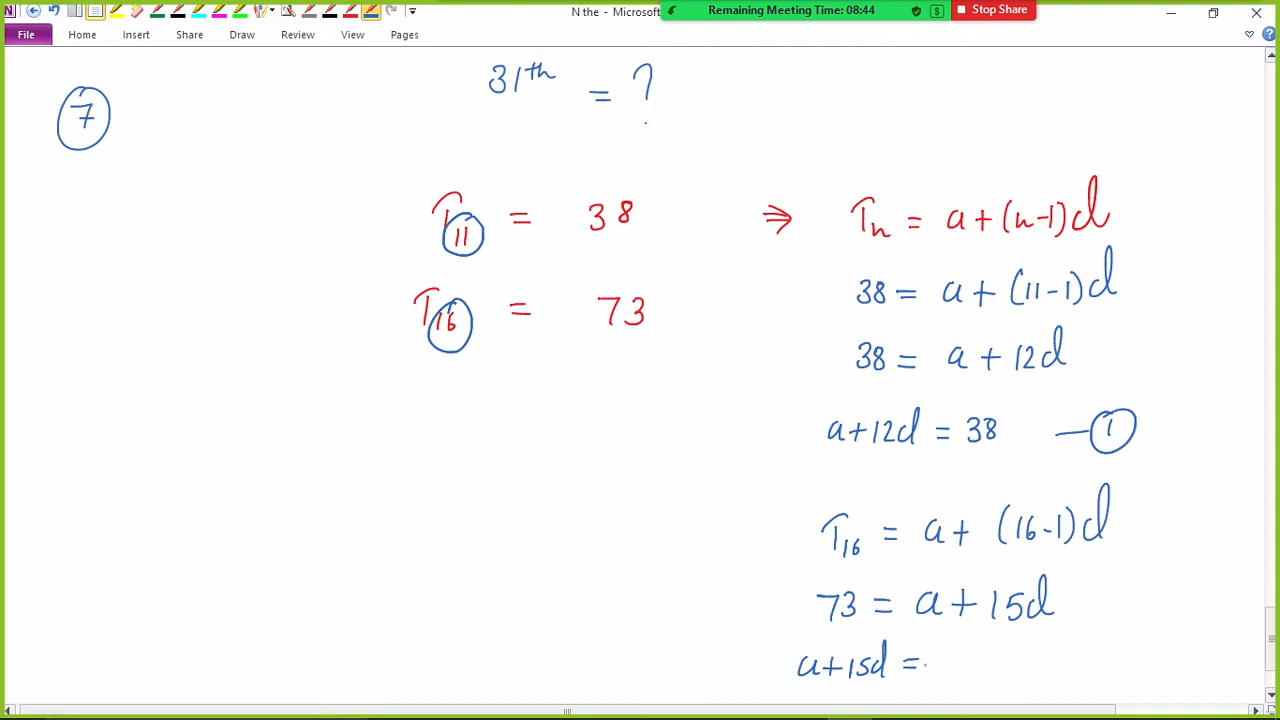 N the - Microsoft
Remaining Meeting Time: 08:44
Stop Share
File Home Insert Share Draw Review View Pages
31th = ?
7
T11 = 38 ⇒ Tn = a+(n-1)d
38 = a + (11-1)d
T16 = 73
38 = a + 12d
a+12d = 38 — 1
T16 = a + (16-1)d
73 = a + 15d
a+15d =